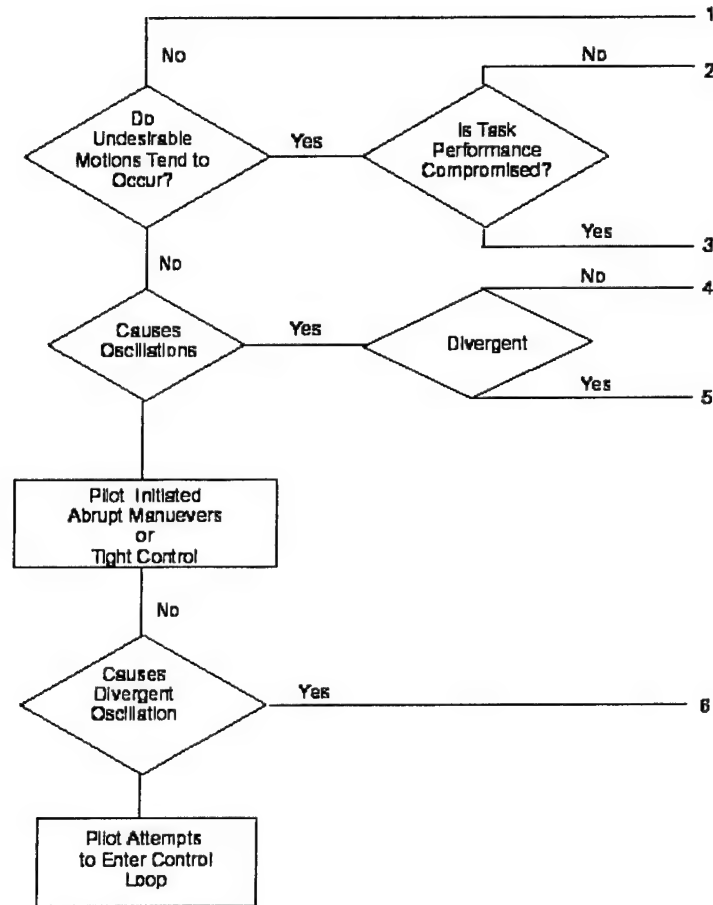 1
No
No
2
Do
Undesirable
Motions Tend to
Occur?
Yes
Is Task
Performance
Compromised?
Yes
3
No
No
4
Causes
Oscillations
Yes
Divergent
Yes
5
Pilot Initiated
Abrupt Manuevers
or
Tight Control
No
Causes
Divergent
Oscillation
Yes
6
Pilot Attempts
to Enter Control
Loop